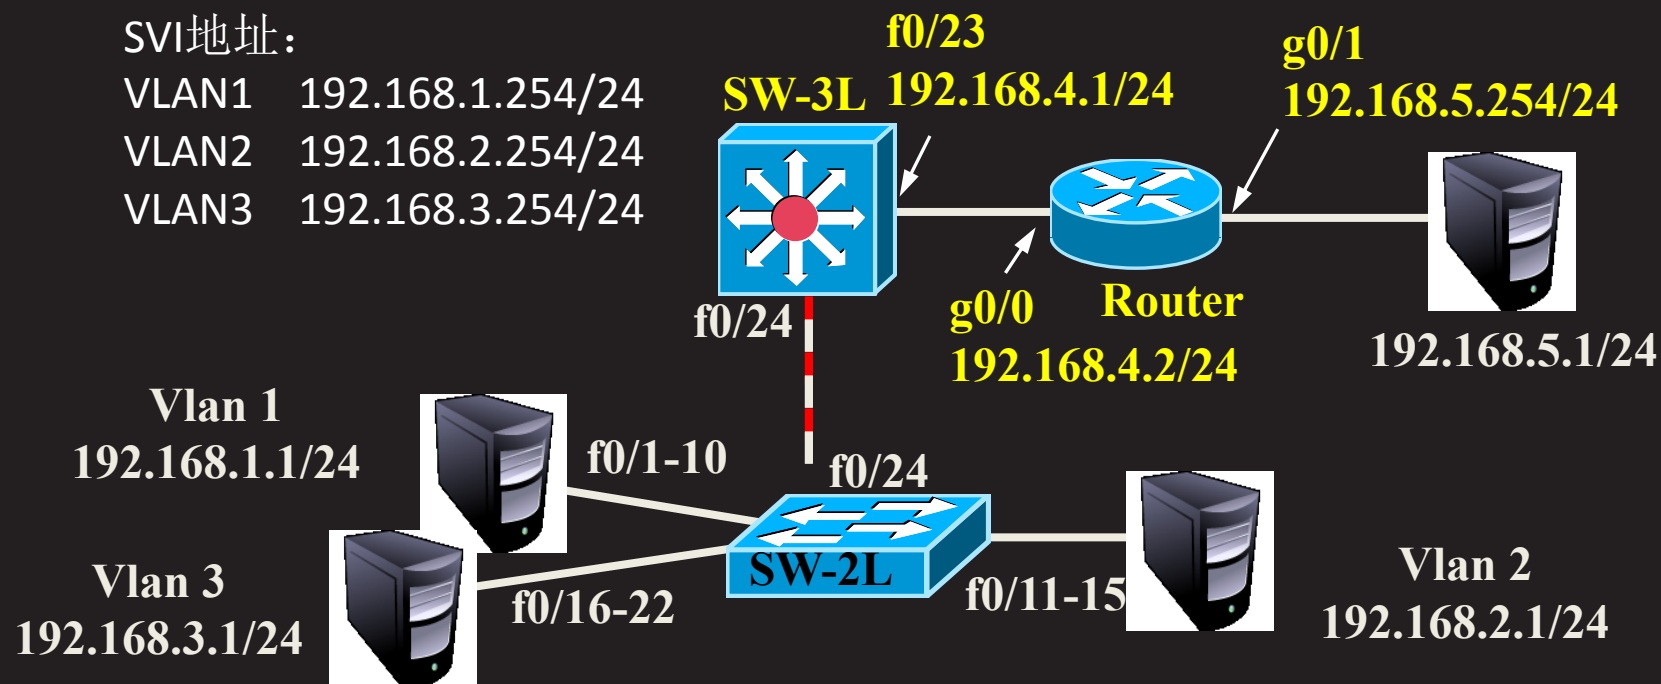 SVI地址：
VLAN1 192.168.1.254/24
VLAN2 192.168.2.254/24
VLAN3 192.168.3.254/24
f0/23
SW-3L 192.168.4.1/24
g0/1
192.168.5.254/24
f0/24
g0/0
192.168.4.2/24
Router
192.168.5.1/24
Vlan 1
192.168.1.1/24
f0/1-10
f0/24
Vlan 3
192.168.3.1/24
f0/16-22
SW-2L
f0/11-15
Vlan 2
192.168.2.1/24